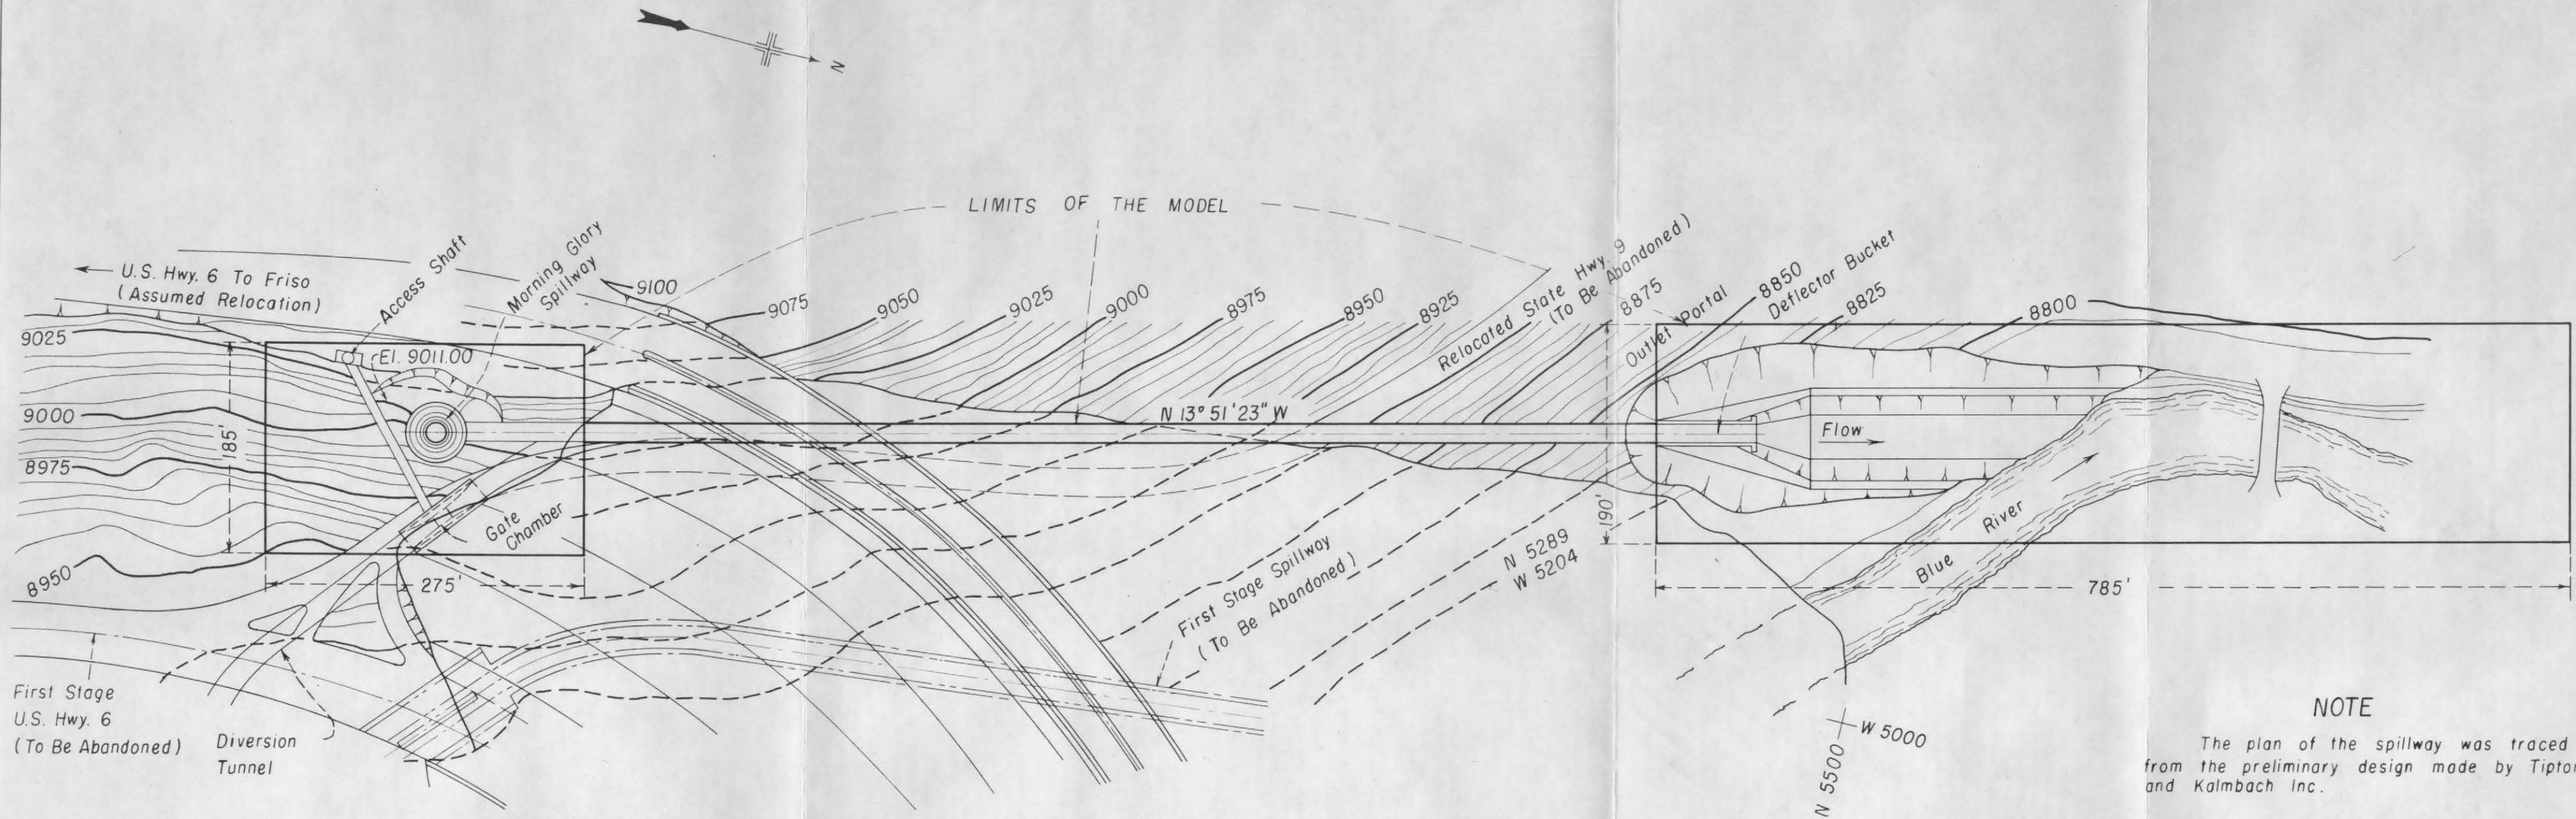 N
LIMITS OF THE MODEL
U.S. Hwy. 6 To Friso
(Assumed Relocation)
Access Shaft
Morning Glory
Spillway
9100
9075
9050
9025
9000
8975
8950
8925
Relocated State Hwy. 9
(To Be Abandoned)
8875
Outlet Portal
8850
Deflector Bucket
8825
8800
9025
El. 9011.00
9000
185'
8975
8950
N 13° 51' 23" W
Flow
Gate
Chamber
275'
190'
N 5289
W 5204
First Stage Spillway
(To Be Abandoned)
Blue River
785'
First Stage
U.S. Hwy. 6
(To Be Abandoned)
Diversion
Tunnel
W 5000
N 5500
NOTE
The plan of the spillway was traced
from the preliminary design made by Tipton
and Kalmbach Inc.